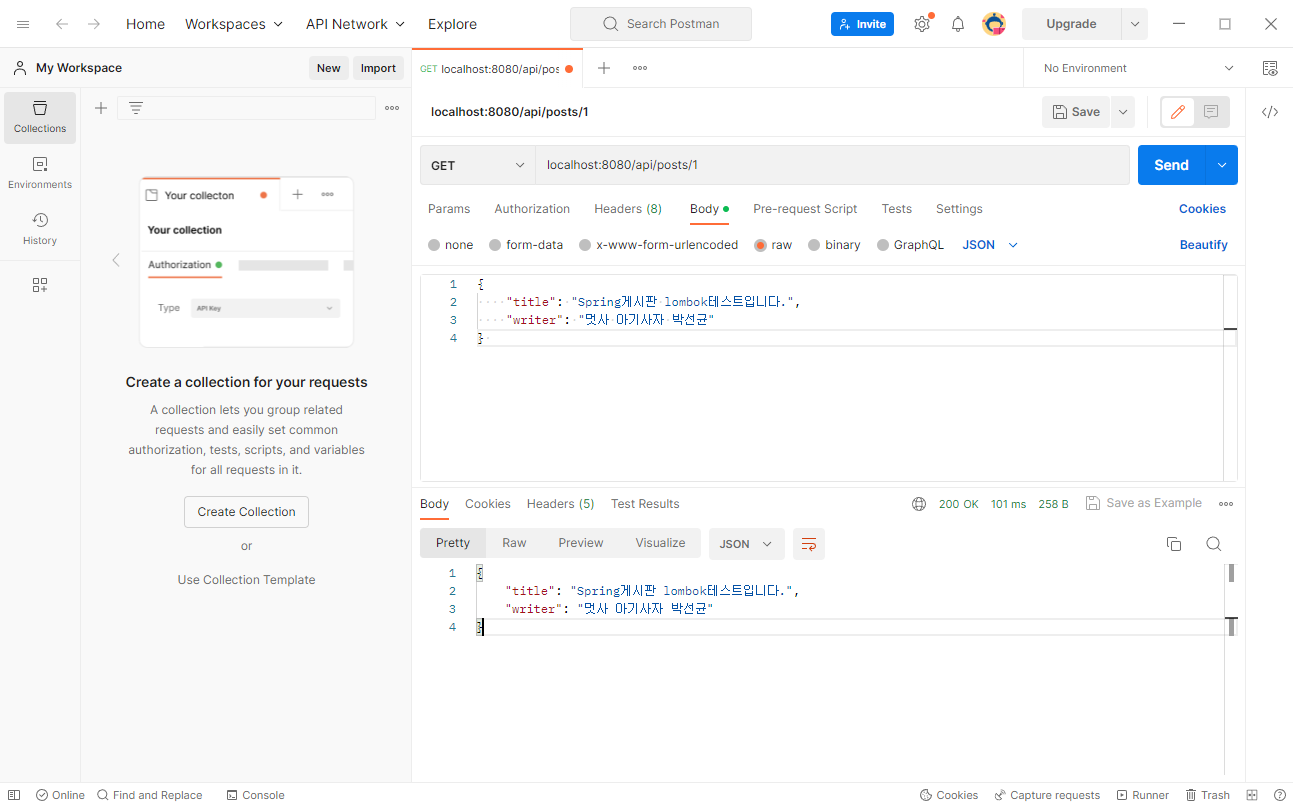 Home Workspaces API Network Explore Search Postman Invite Upgrade
My Workspace New Import GET localhost:8080/api/pos No Environment
Collections
Environments
History
Your collecton
Your collection
Authorization
Type API Key
Create a collection for your requests
A collection lets you group related
requests and easily set common
authorization, tests, scripts, and variables
for all requests in it.
Create Collection
or
Use Collection Template
localhost:8080/api/posts/1 Save
GET localhost:8080/api/posts/1 Send
Params Authorization Headers (8) Body Pre-request Script Tests Settings Cookies
none form-data x-www-form-urlencoded raw binary GraphQL JSON Beautify
1 {
2 "title": "Spring게시판 lombok테스트입니다.",
3 "writer": "멋사 아기사자 박선균"
4 }
Body Cookies Headers (5) Test Results 200 OK 101 ms 258 B Save as Example
Pretty Raw Preview Visualize JSON
1 {
2 "title": "Spring게시판 lombok테스트입니다.",
3 "writer": "멋사 아기사자 박선균"
4 }
Online Find and Replace Console Cookies Capture requests Runner Trash